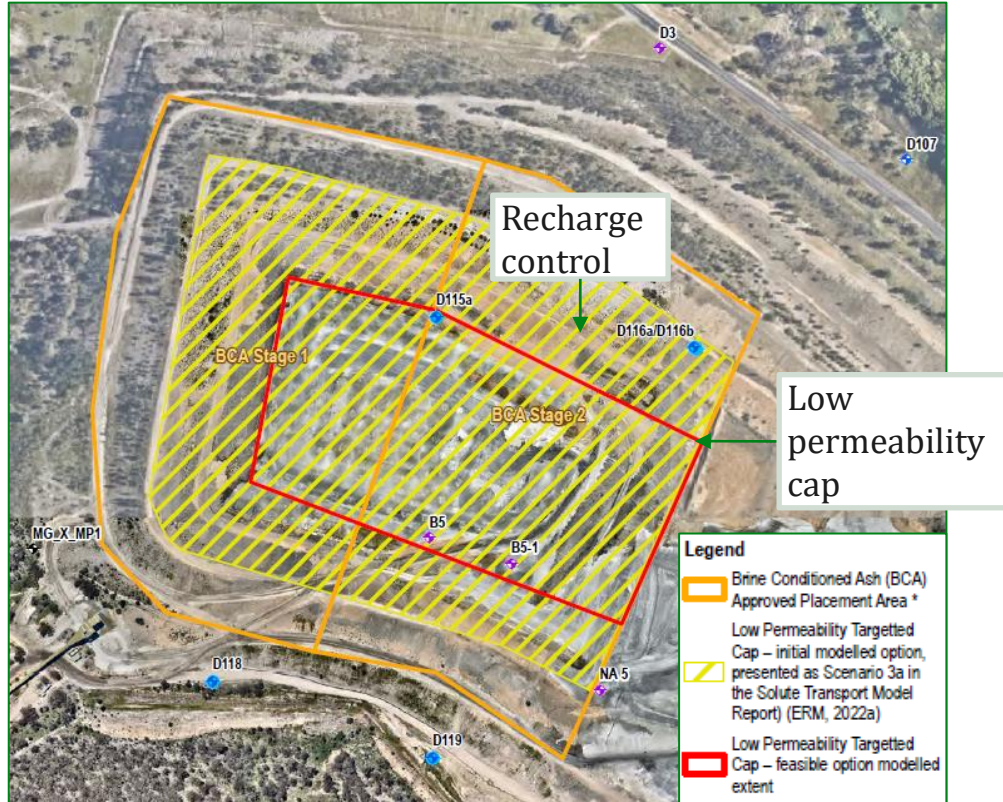 D3
D107
Recharge
control
D115a
D116a/D116b
BCA Stage 1
BCA Stage 2
Low
permeability
cap
B5
B5-1
MG_X_MP1
D118
NA 5
D119
Legend
Brine Conditioned Ash (BCA)
Approved Placement Area *
Low Permeability Targetted
Cap – initial modelled option,
presented as Scenario 3a in
the Solute Transport Model
Report) (ERM, 2022a)
Low Permeability Targetted
Cap – feasible option modelled
extent